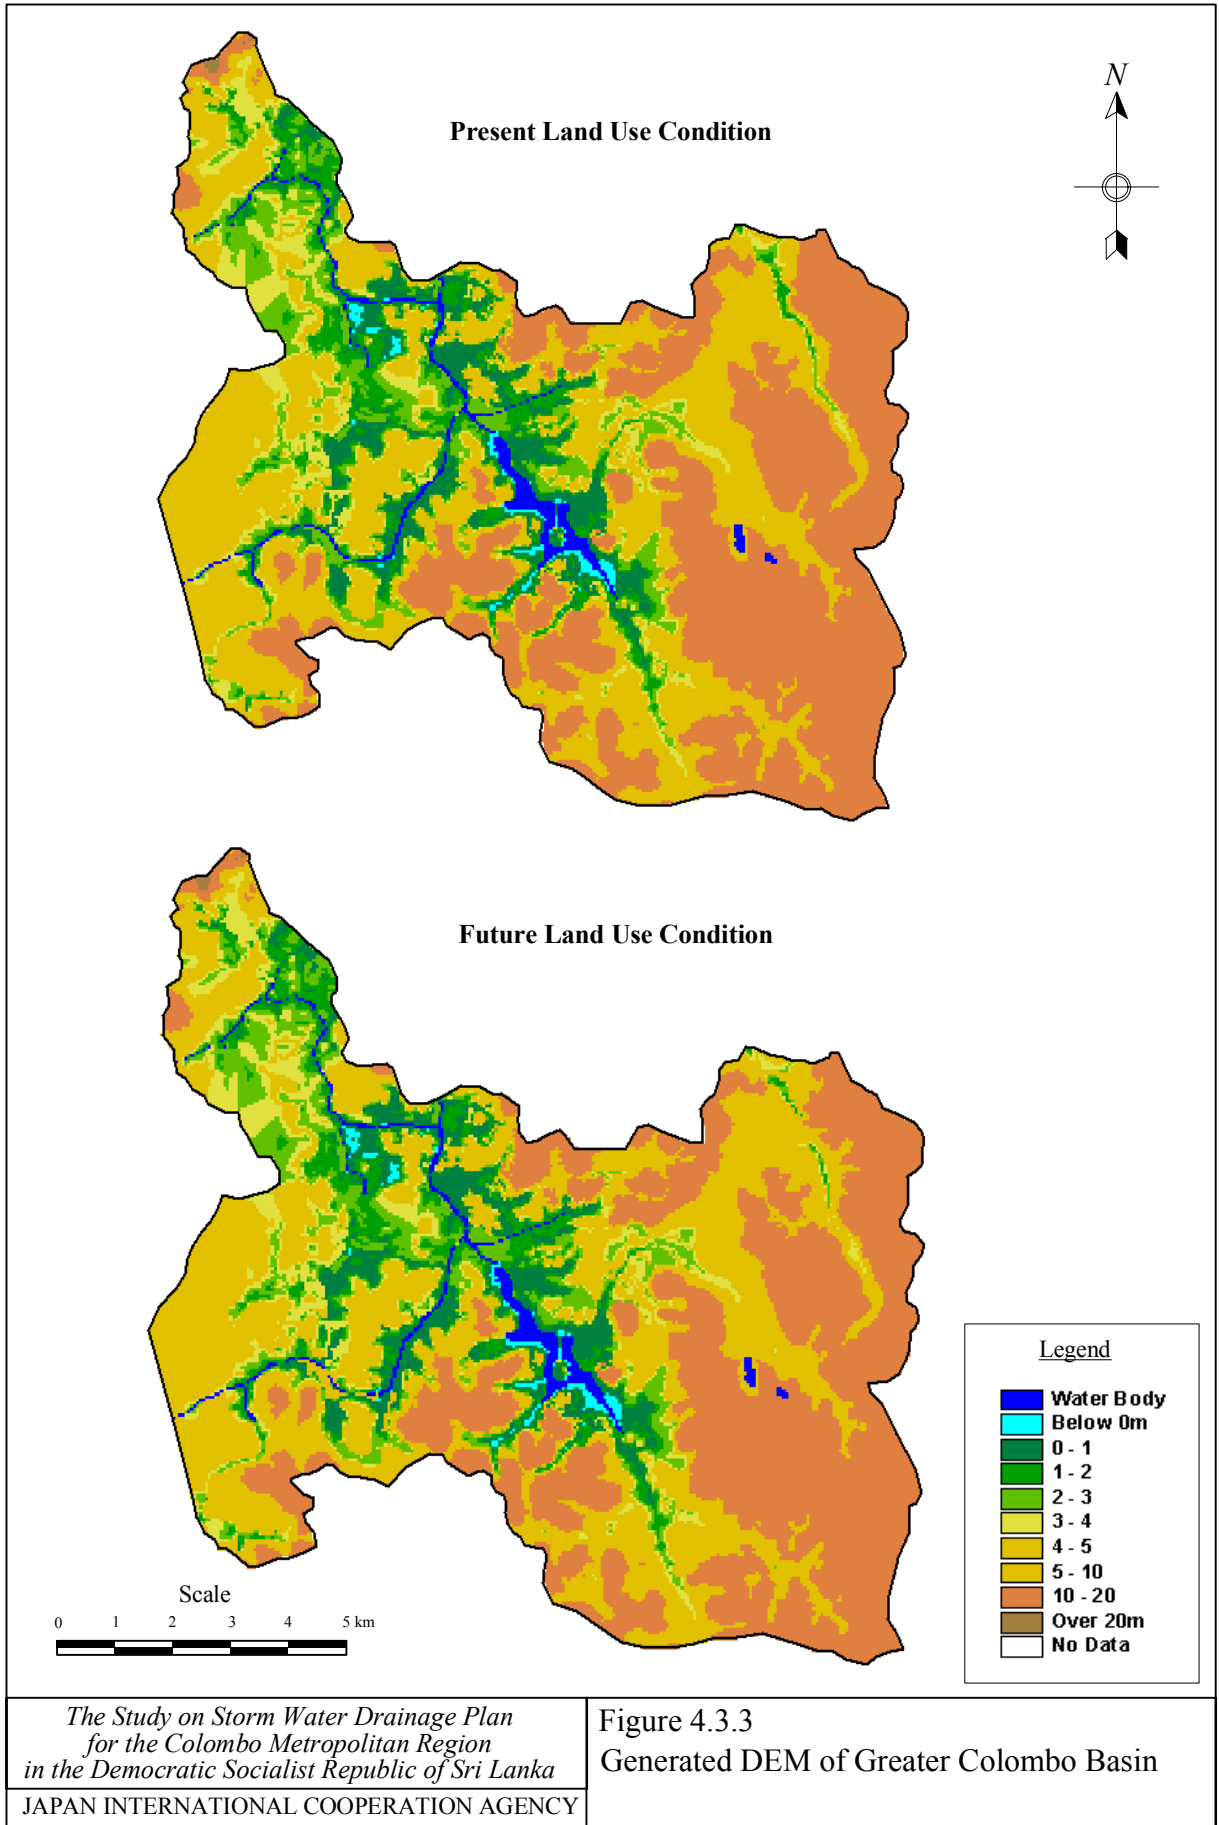 Present Land Use Condition
N
Future Land Use Condition
Legend
Water Body
Below 0m
0 - 1
1 - 2
2 - 3
3 - 4
4 - 5
5 - 10
10 - 20
Over 20m
No Data
Scale
0 1 2 3 4 5 km
The Study on Storm Water Drainage Plan
for the Colombo Metropolitan Region
in the Democratic Socialist Republic of Sri Lanka
JAPAN INTERNATIONAL COOPERATION AGENCY
Figure 4.3.3
Generated DEM of Greater Colombo Basin